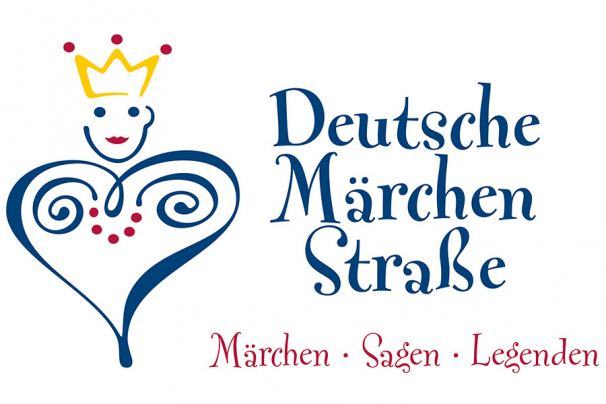 Deutsche
Märchen
Straße
Märchen · Sagen · Legenden